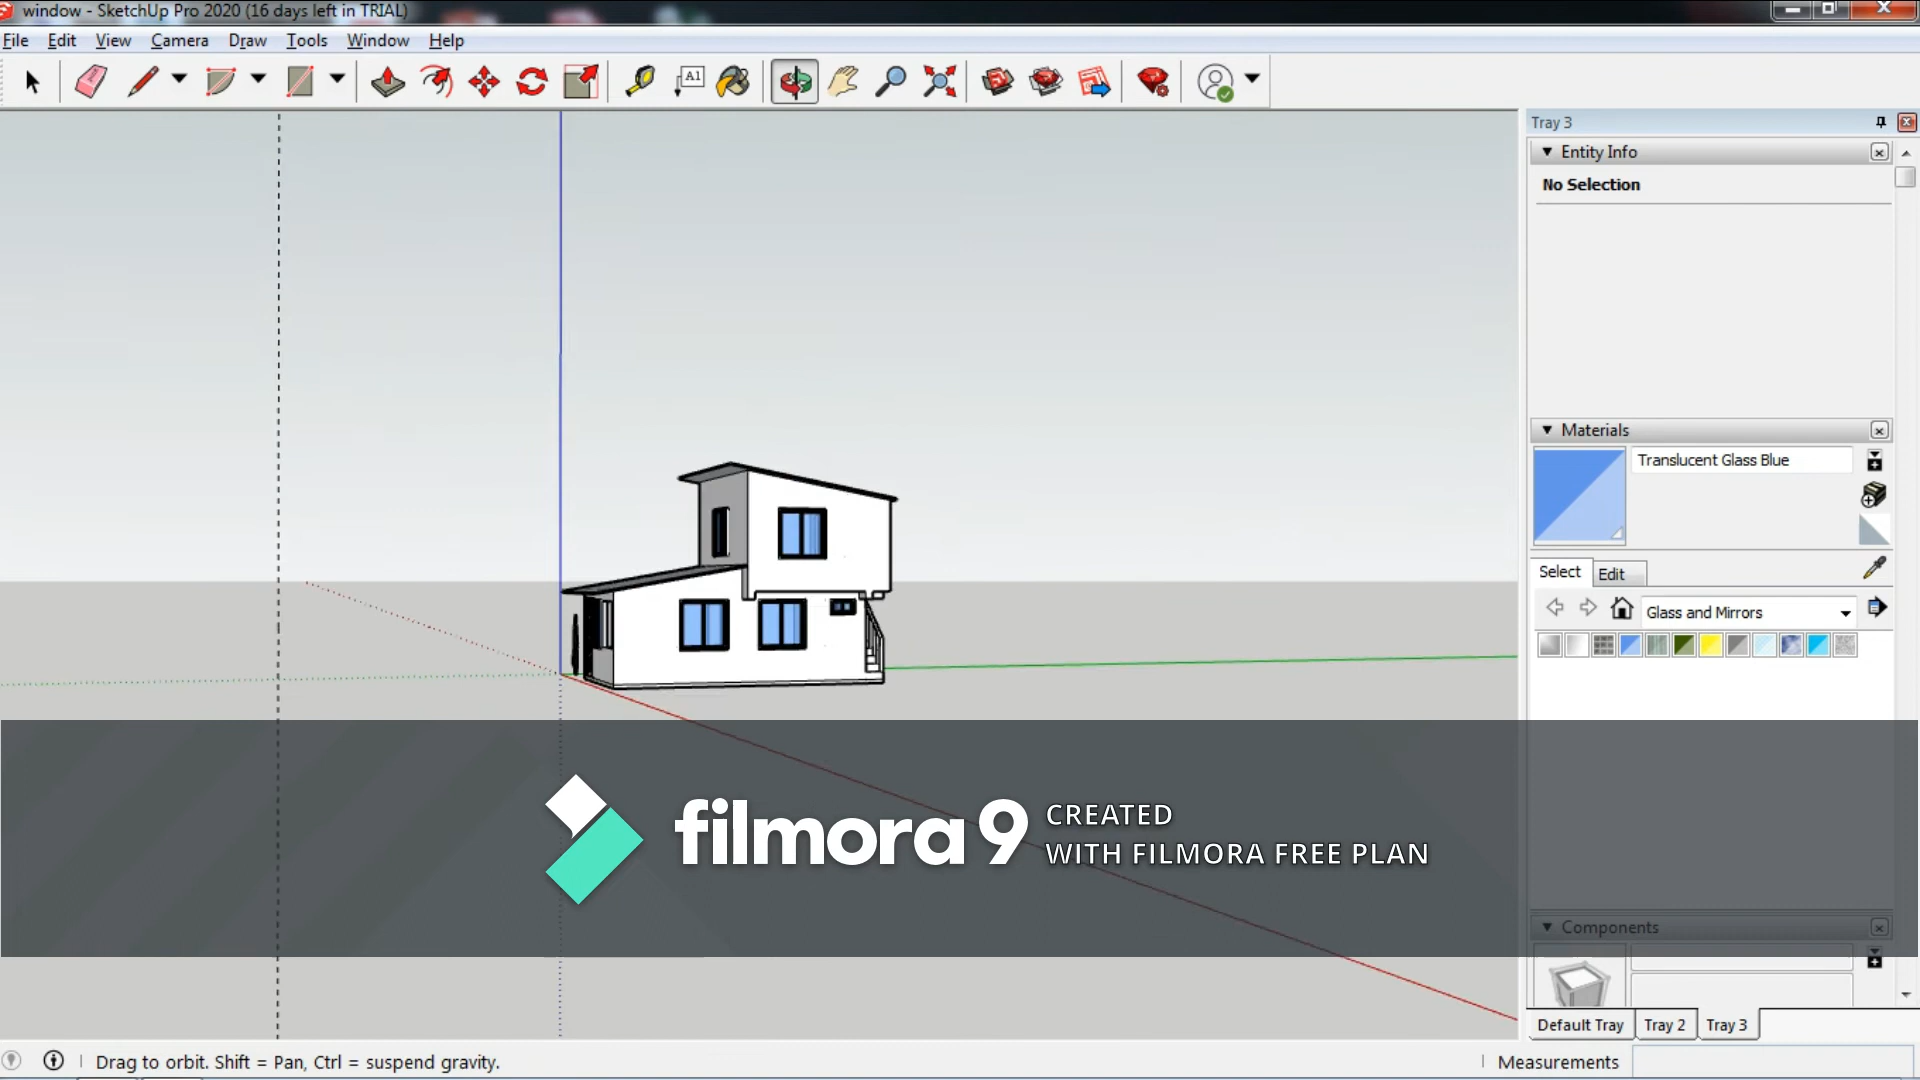 window - SketchUp Pro 2020 (16 days left in TRIAL)
File Edit View Camera Draw Tools Window Help
A1
Tray 3
Entity Info
No Selection
Materials
Translucent Glass Blue
Select Edit
Glass and Mirrors
filmora9 CREATED
WITH FILMORA FREE PLAN
Components
Default Tray Tray 2 Tray 3
Drag to orbit. Shift = Pan, Ctrl = suspend gravity.
Measurements